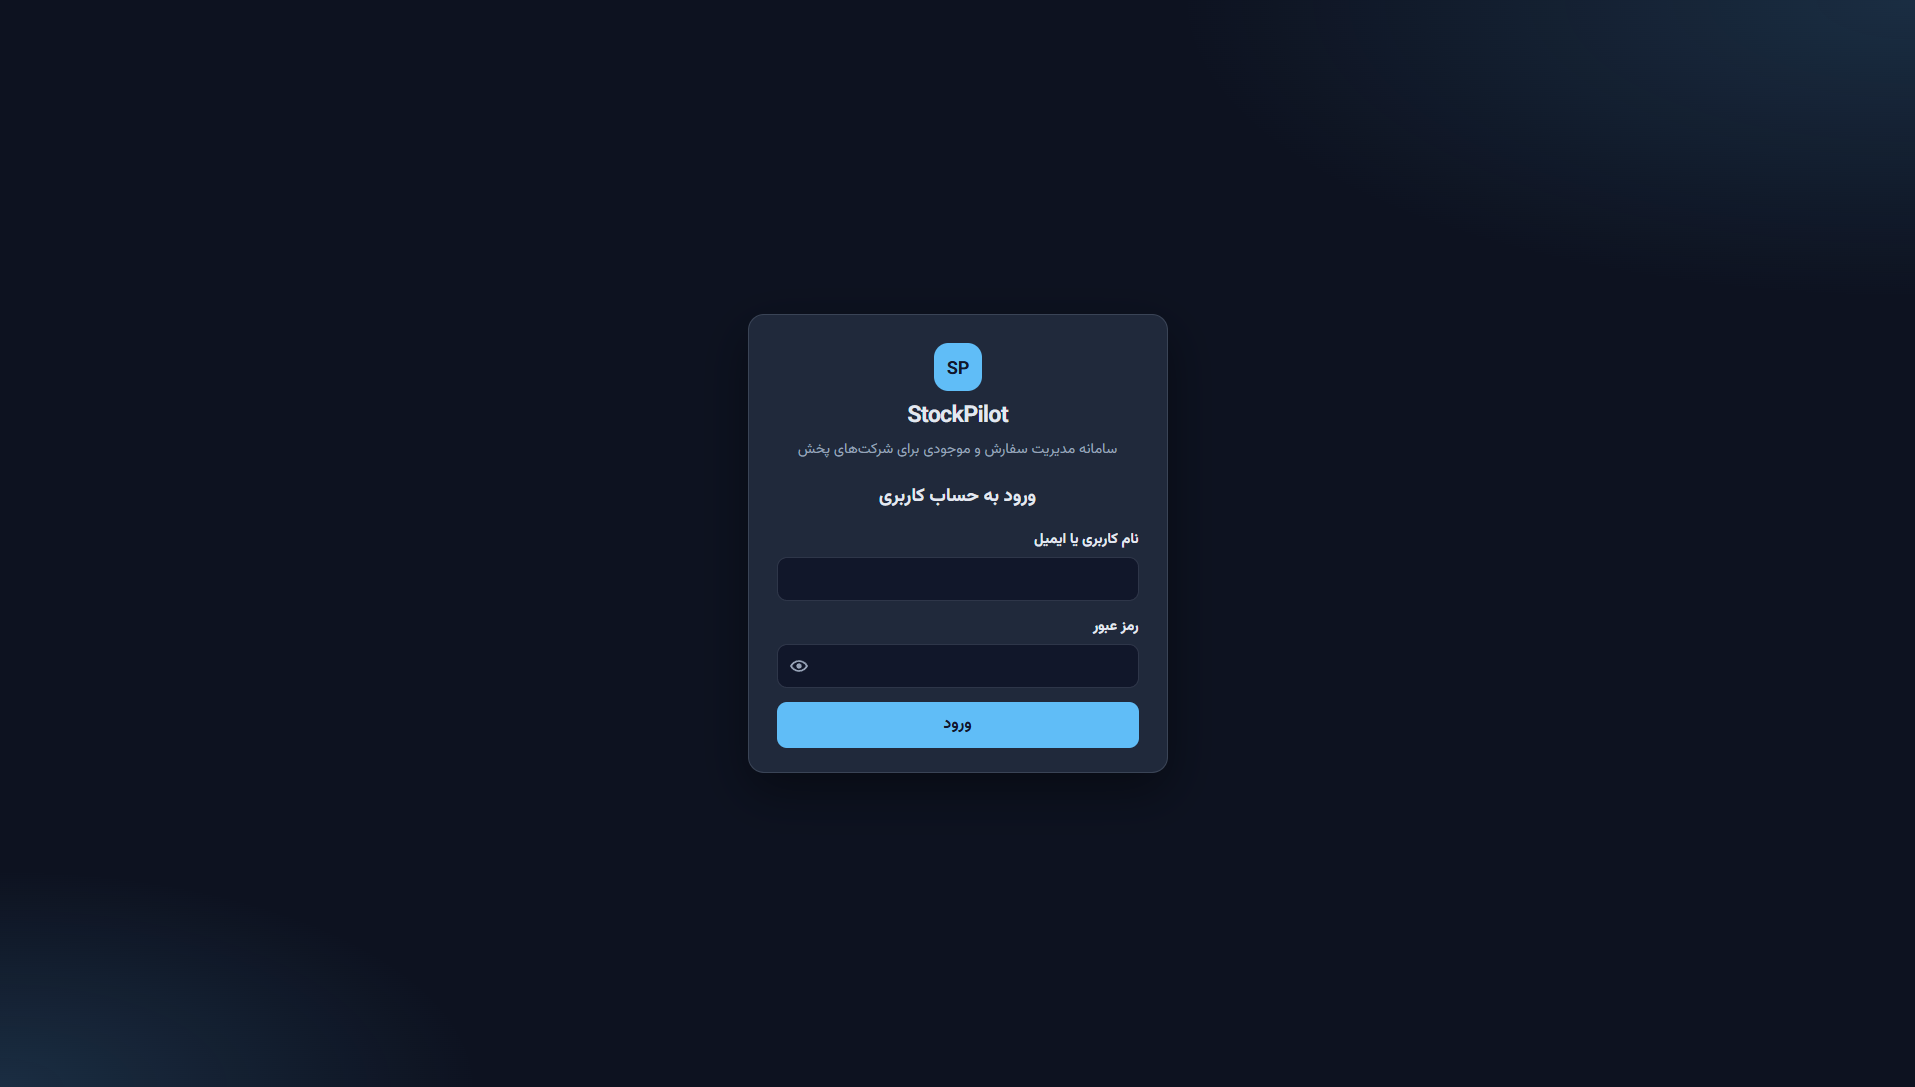 SP
StockPilot
سامانه مدیریت سفارش و موجودی برای شرکت‌های پخش
ورود به حساب کاربری
نام کاربری یا ایمیل
رمز عبور
ورود